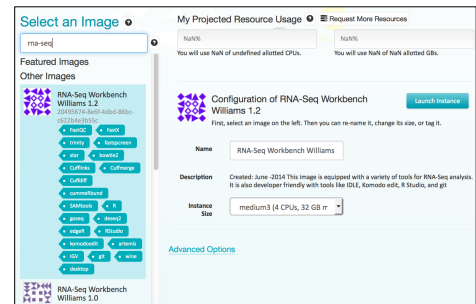 Select an Image
rna-seq
Featured Images
Other Images
RNA-Seq Workbench
Williams 1.2
20495674-8e6f-4dbd-86bc-
c622b4e3b55c
FastQC
FastX
trinity
fastqscreen
star
bowtie2
Cufflinks
Cuffmerge
Cuffdiff
cummeRbund
SAMtools
R
goseq
deseq2
edgeR
RStudio
komodoedit
artemis
IGV
git
wine
desktop
RNA-Seq Workbench
Williams 1.0
My Projected Resource Usage
Request More Resources
NaN%
NaN%
You will use NaN of undefined allotted CPUs.
You will use NaN of NaN allotted GBs.
Configuration of RNA-Seq Workbench
Williams 1.2
Launch Instance
First, select an image on the left. Then you can re-name it, change its size, or tag it.
Name
RNA-Seq Workbench Williams
Description
Created: June -2014 This image is equipped with a variety of tools for RNA-Seq analysis.
It is also developer friendly with tools like IDLE, Komodo edit, R Studio, and git
Instance
Size
medium3 (4 CPUs, 32 GB m
Advanced Options